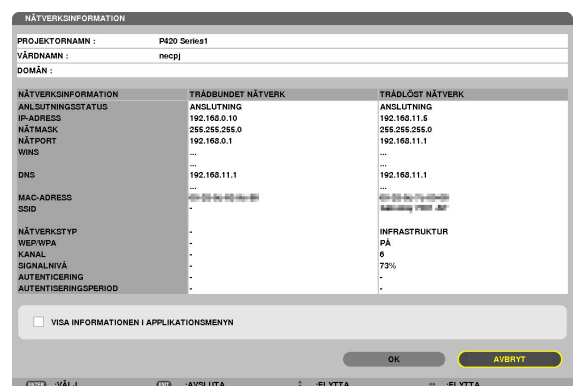 NÄTVERKSINFORMATION
PROJEKTORNAMN : P420 Series1
VÄRDNAMN : necpj
DOMÄN :
NÄTVERKSINFORMATION TRÅDBUNDET NÄTVERK TRÅDLÖST NÄTVERK
ANLSUTNINGSSTATUS ANSLUTNING ANSLUTNING
IP-ADRESS 192.168.0.10 192.168.11.5
NÄTMASK 255.255.255.0 255.255.255.0
NÄTPORT 192.168.0.1 192.168.11.1
WINS ... ...
... ...
DNS 192.168.11.1 192.168.11.1
... ...
MAC-ADRESS
SSID -
NÄTVERKSTYP - INFRASTRUKTUR
WEP/WPA - PÅ
KANAL - 6
SIGNALNIVÅ - 73%
AUTENTICERING - -
AUTENTISERINGSPERIOD - -
VISA INFORMATIONEN I APPLIKATIONSMENYN
OK AVBRYT
ENTER :VÄLJ EXIT :AVSLUTA :FLYTTA :FLYTTA